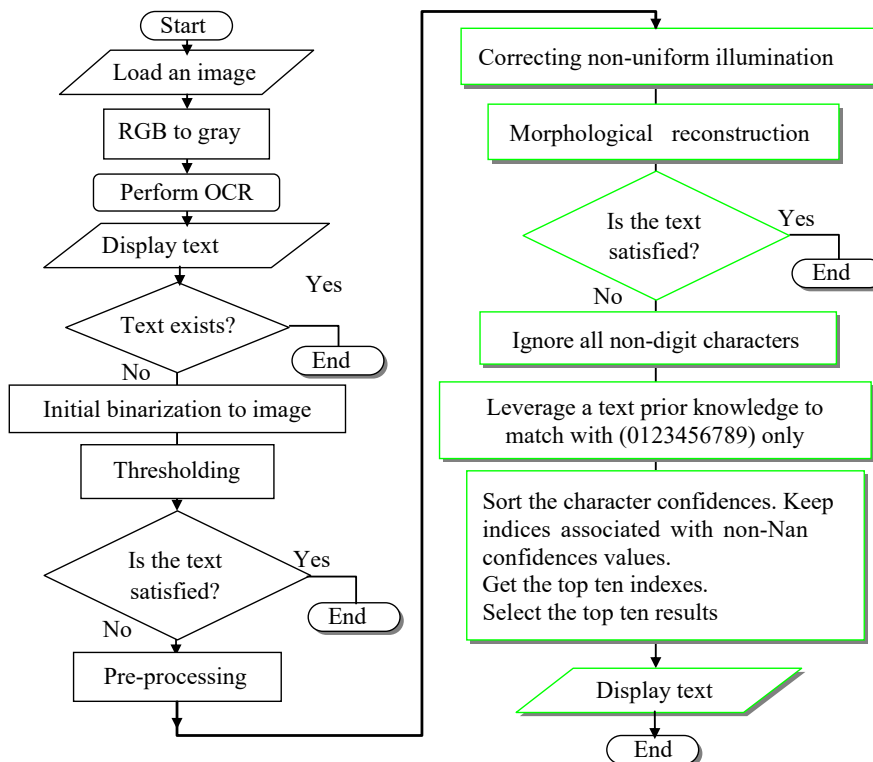 Start
Load an image
RGB to gray
Perform OCR
Display text
Yes
Text exists?
End
No
Initial binarization to image
Thresholding
Is the text
satisfied?
Yes
End
No
Pre-processing
Correcting non-uniform illumination
Morphological reconstruction
Is the text
satisfied?
Yes
End
No
Ignore all non-digit characters
Leverage a text prior knowledge to
match with (0123456789) only
Sort the character confidences. Keep
indices associated with non-Nan
confidences values.
Get the top ten indexes.
Select the top ten results
Display text
End